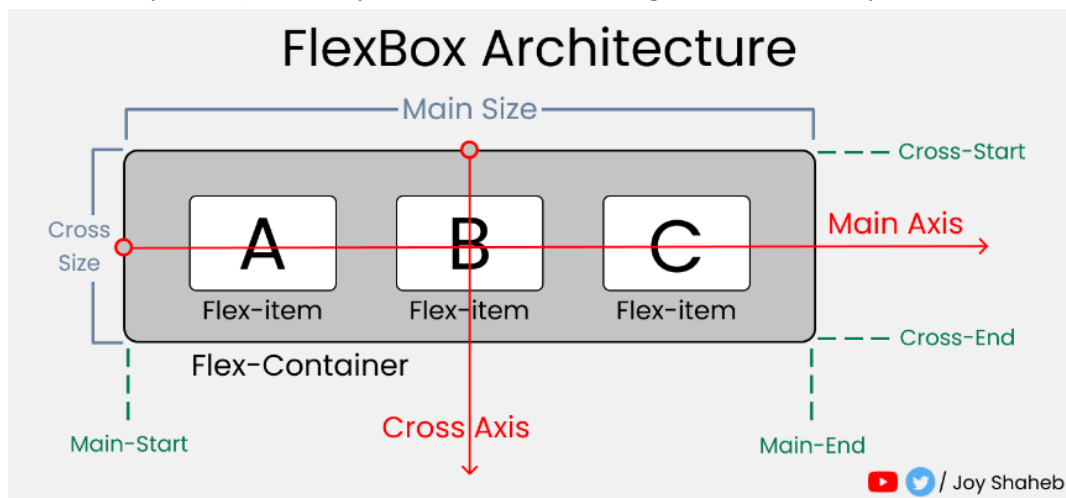 FlexBox Architecture
Main Size
Cross-Start
Cross
Size
Main Axis
A
B
C
Flex-item
Flex-item
Flex-item
Cross-End
Flex-Container
Main-Start
Cross Axis
Main-End
/ Joy Shaheb